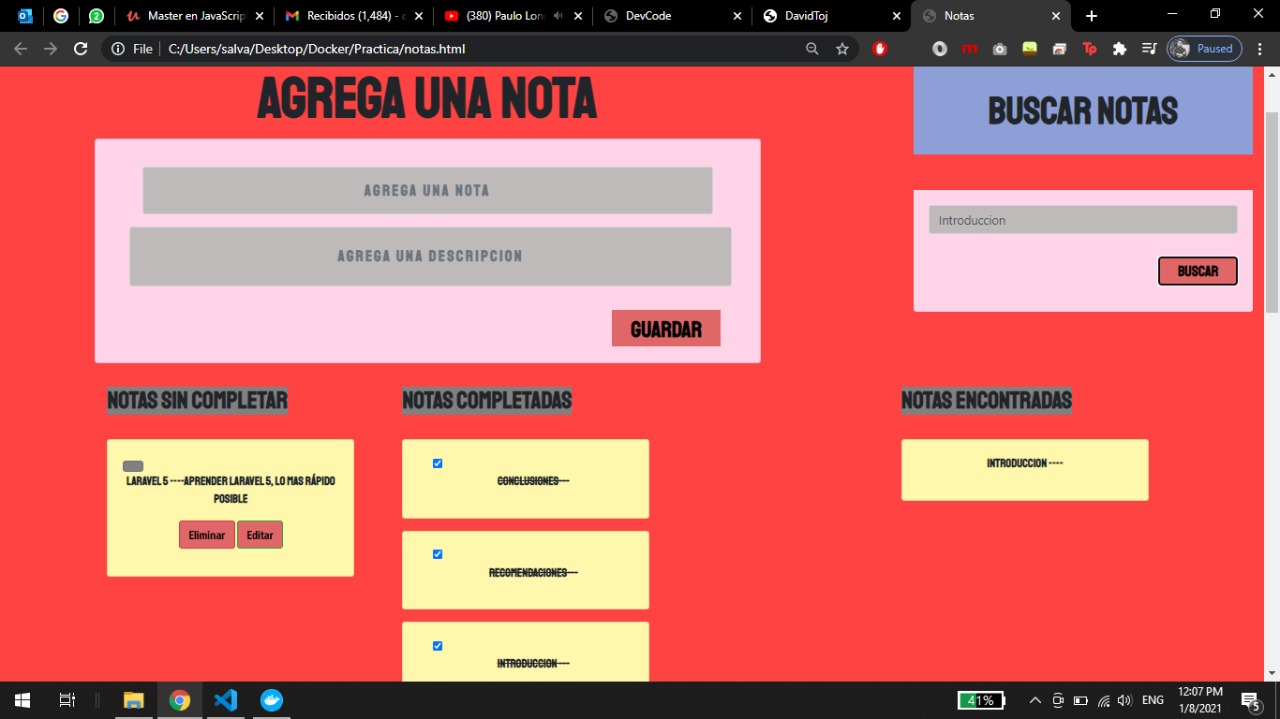 Master en JavaScrip
Recibidos (1,484) - c
(380) Paulo Lon
DevCode
DavidToj
Notas
File
C:/Users/salva/Desktop/Docker/Practica/notas.html
Paused
AGREGA UNA NOTA
BUSCAR NOTAS
AGREGA UNA NOTA
Introduccion
AGREGA UNA DESCRIPCION
BUSCAR
GUARDAR
NOTAS SIN COMPLETAR
NOTAS COMPLETADAS
NOTAS ENCONTRADAS
LARAVEL 5 ----APRENDER LARAVEL 5, LO MAS RÁPIDO
POSIBLE
Eliminar
Editar
CONCLUSIONES---
RECOMENDACIONES---
INTRODUCCION---
INTRODUCCION ----
41%
ENG
12:07 PM
1/8/2021
5